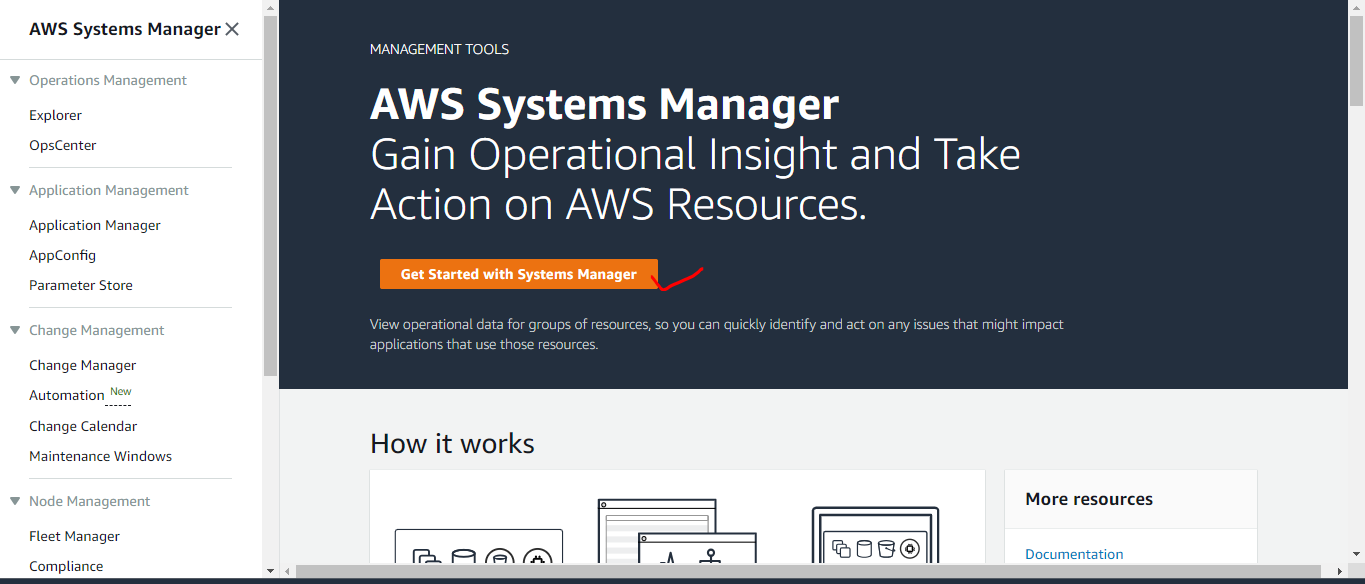 AWS Systems Manager
Operations Management
Explorer
OpsCenter
Application Management
Application Manager
AppConfig
Parameter Store
Change Management
Change Manager
Automation New
Change Calendar
Maintenance Windows
Node Management
Fleet Manager
Compliance
MANAGEMENT TOOLS
AWS Systems Manager
Gain Operational Insight and Take
Action on AWS Resources.
Get Started with Systems Manager
View operational data for groups of resources, so you can quickly identify and act on any issues that might impact
applications that use those resources.
How it works
More resources
Documentation